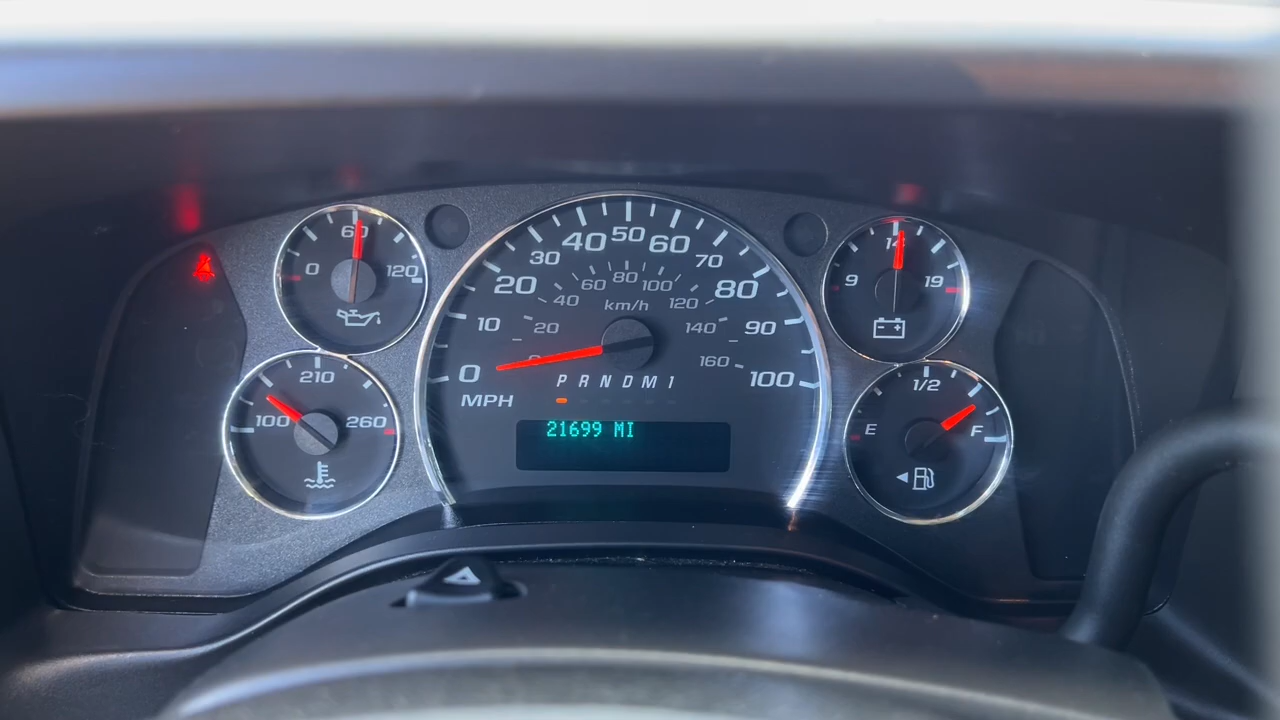 0 60 120
100 210 260
0 10 20 30 40 50 60 70 80 90 100
20 40 60 80 100 120 140 160
km/h
MPH
P R N D M 1
21699 MI
9 14 19
E 1/2 F